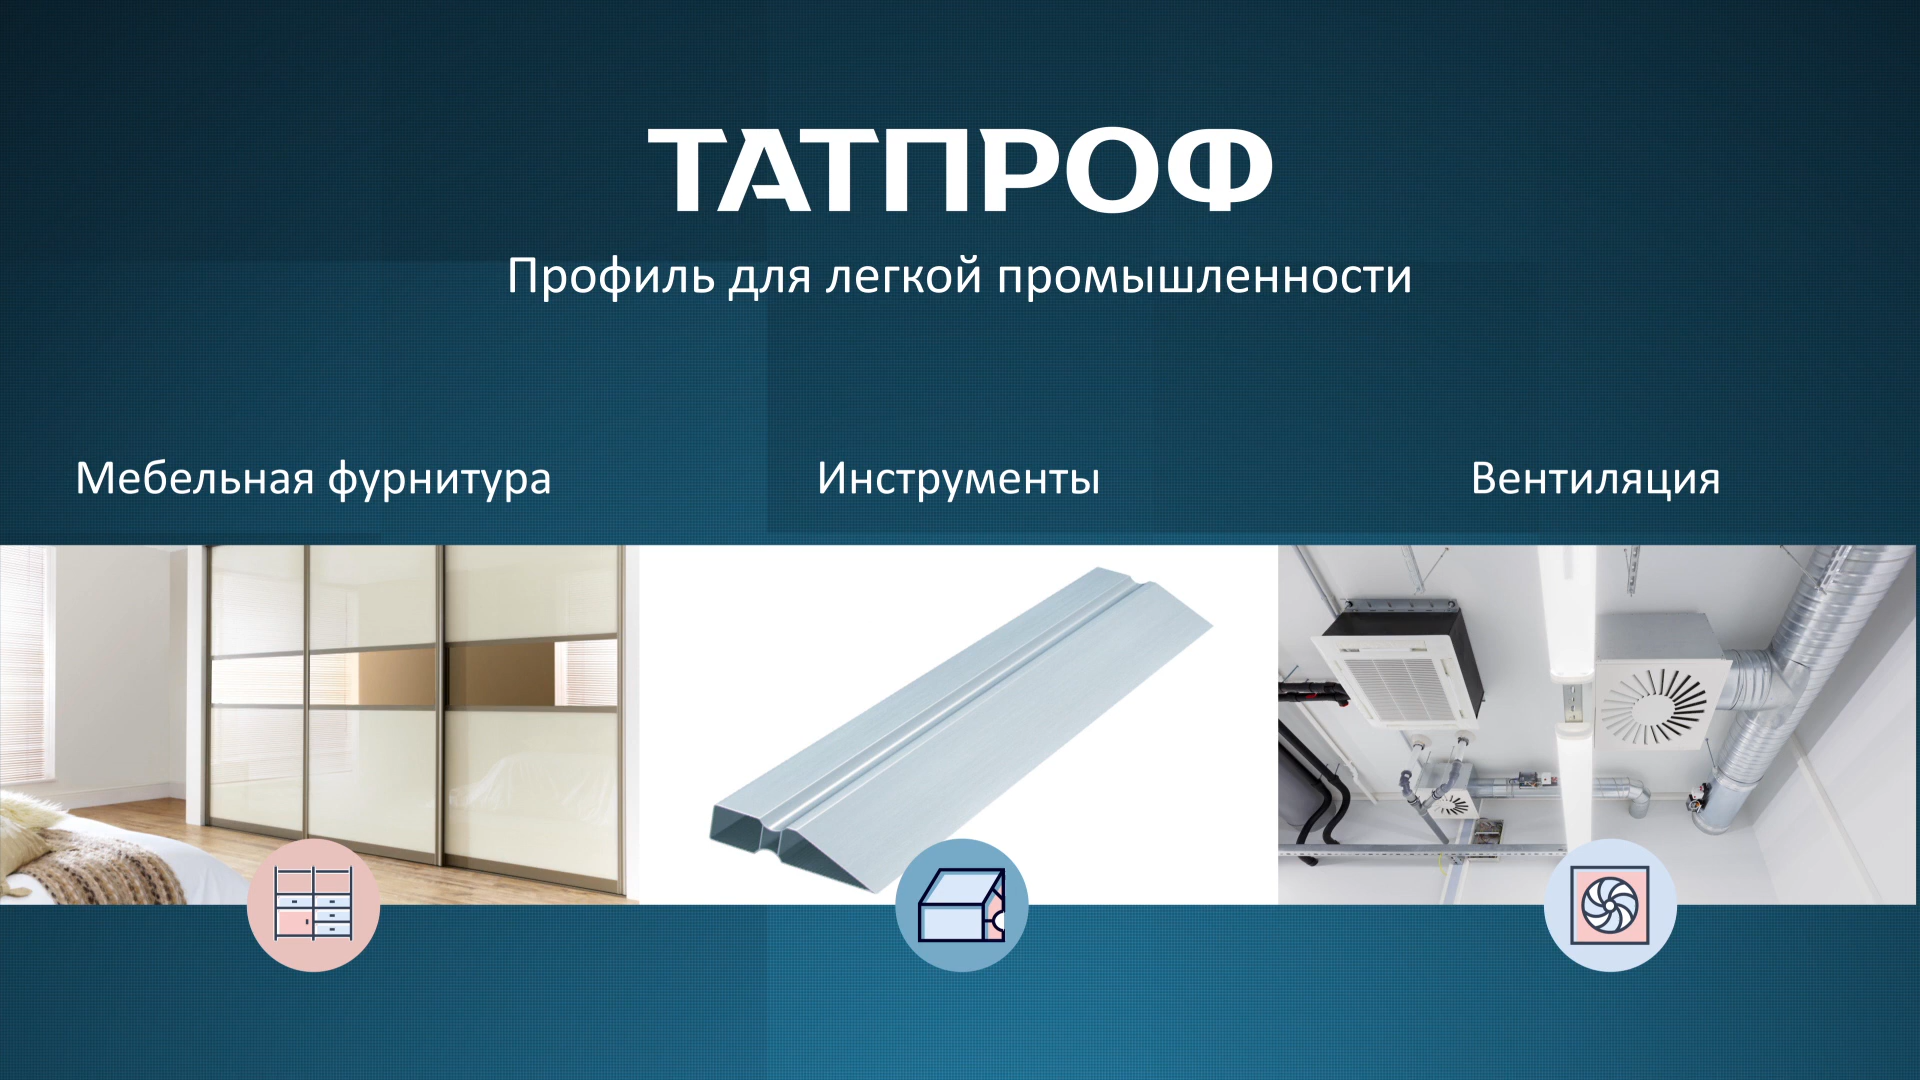 ТАТПРОФ
Профиль для легкой промышленности
Мебельная фурнитура
Инструменты
Вентиляция